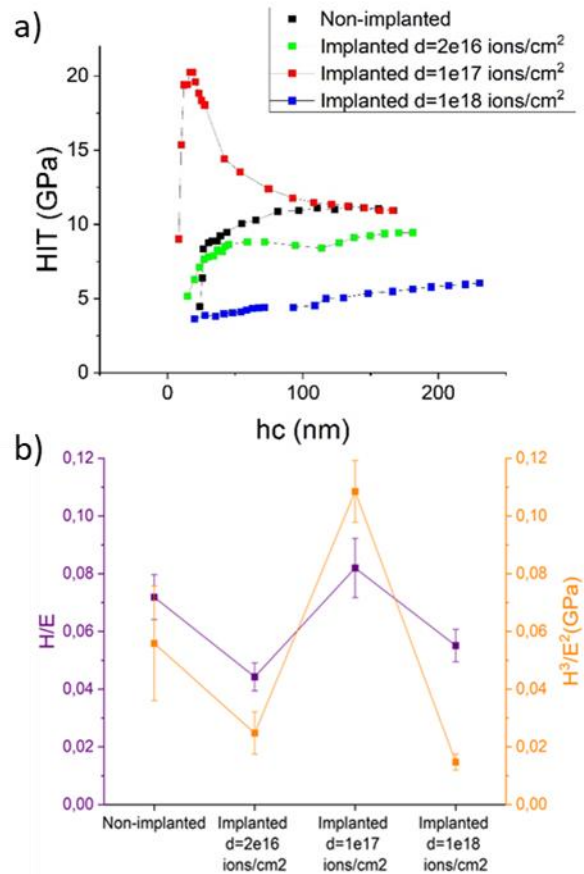 a)
Non-implanted
Implanted d=2e16 ions/cm²
Implanted d=1e17 ions/cm²
Implanted d=1e18 ions/cm²
HIT (GPa)
20
15
10
5
0
0
100
200
hc (nm)
b)
H/E
0,12
0,10
0,08
0,06
0,04
0,02
0,00
0,12
0,10
0,08
0,06
0,04
0,02
0,00
H³/E²(GPa)
Non-implanted
Implanted
d=2e16
ions/cm2
Implanted
d=1e17
ions/cm2
Implanted
d=1e18
ions/cm2